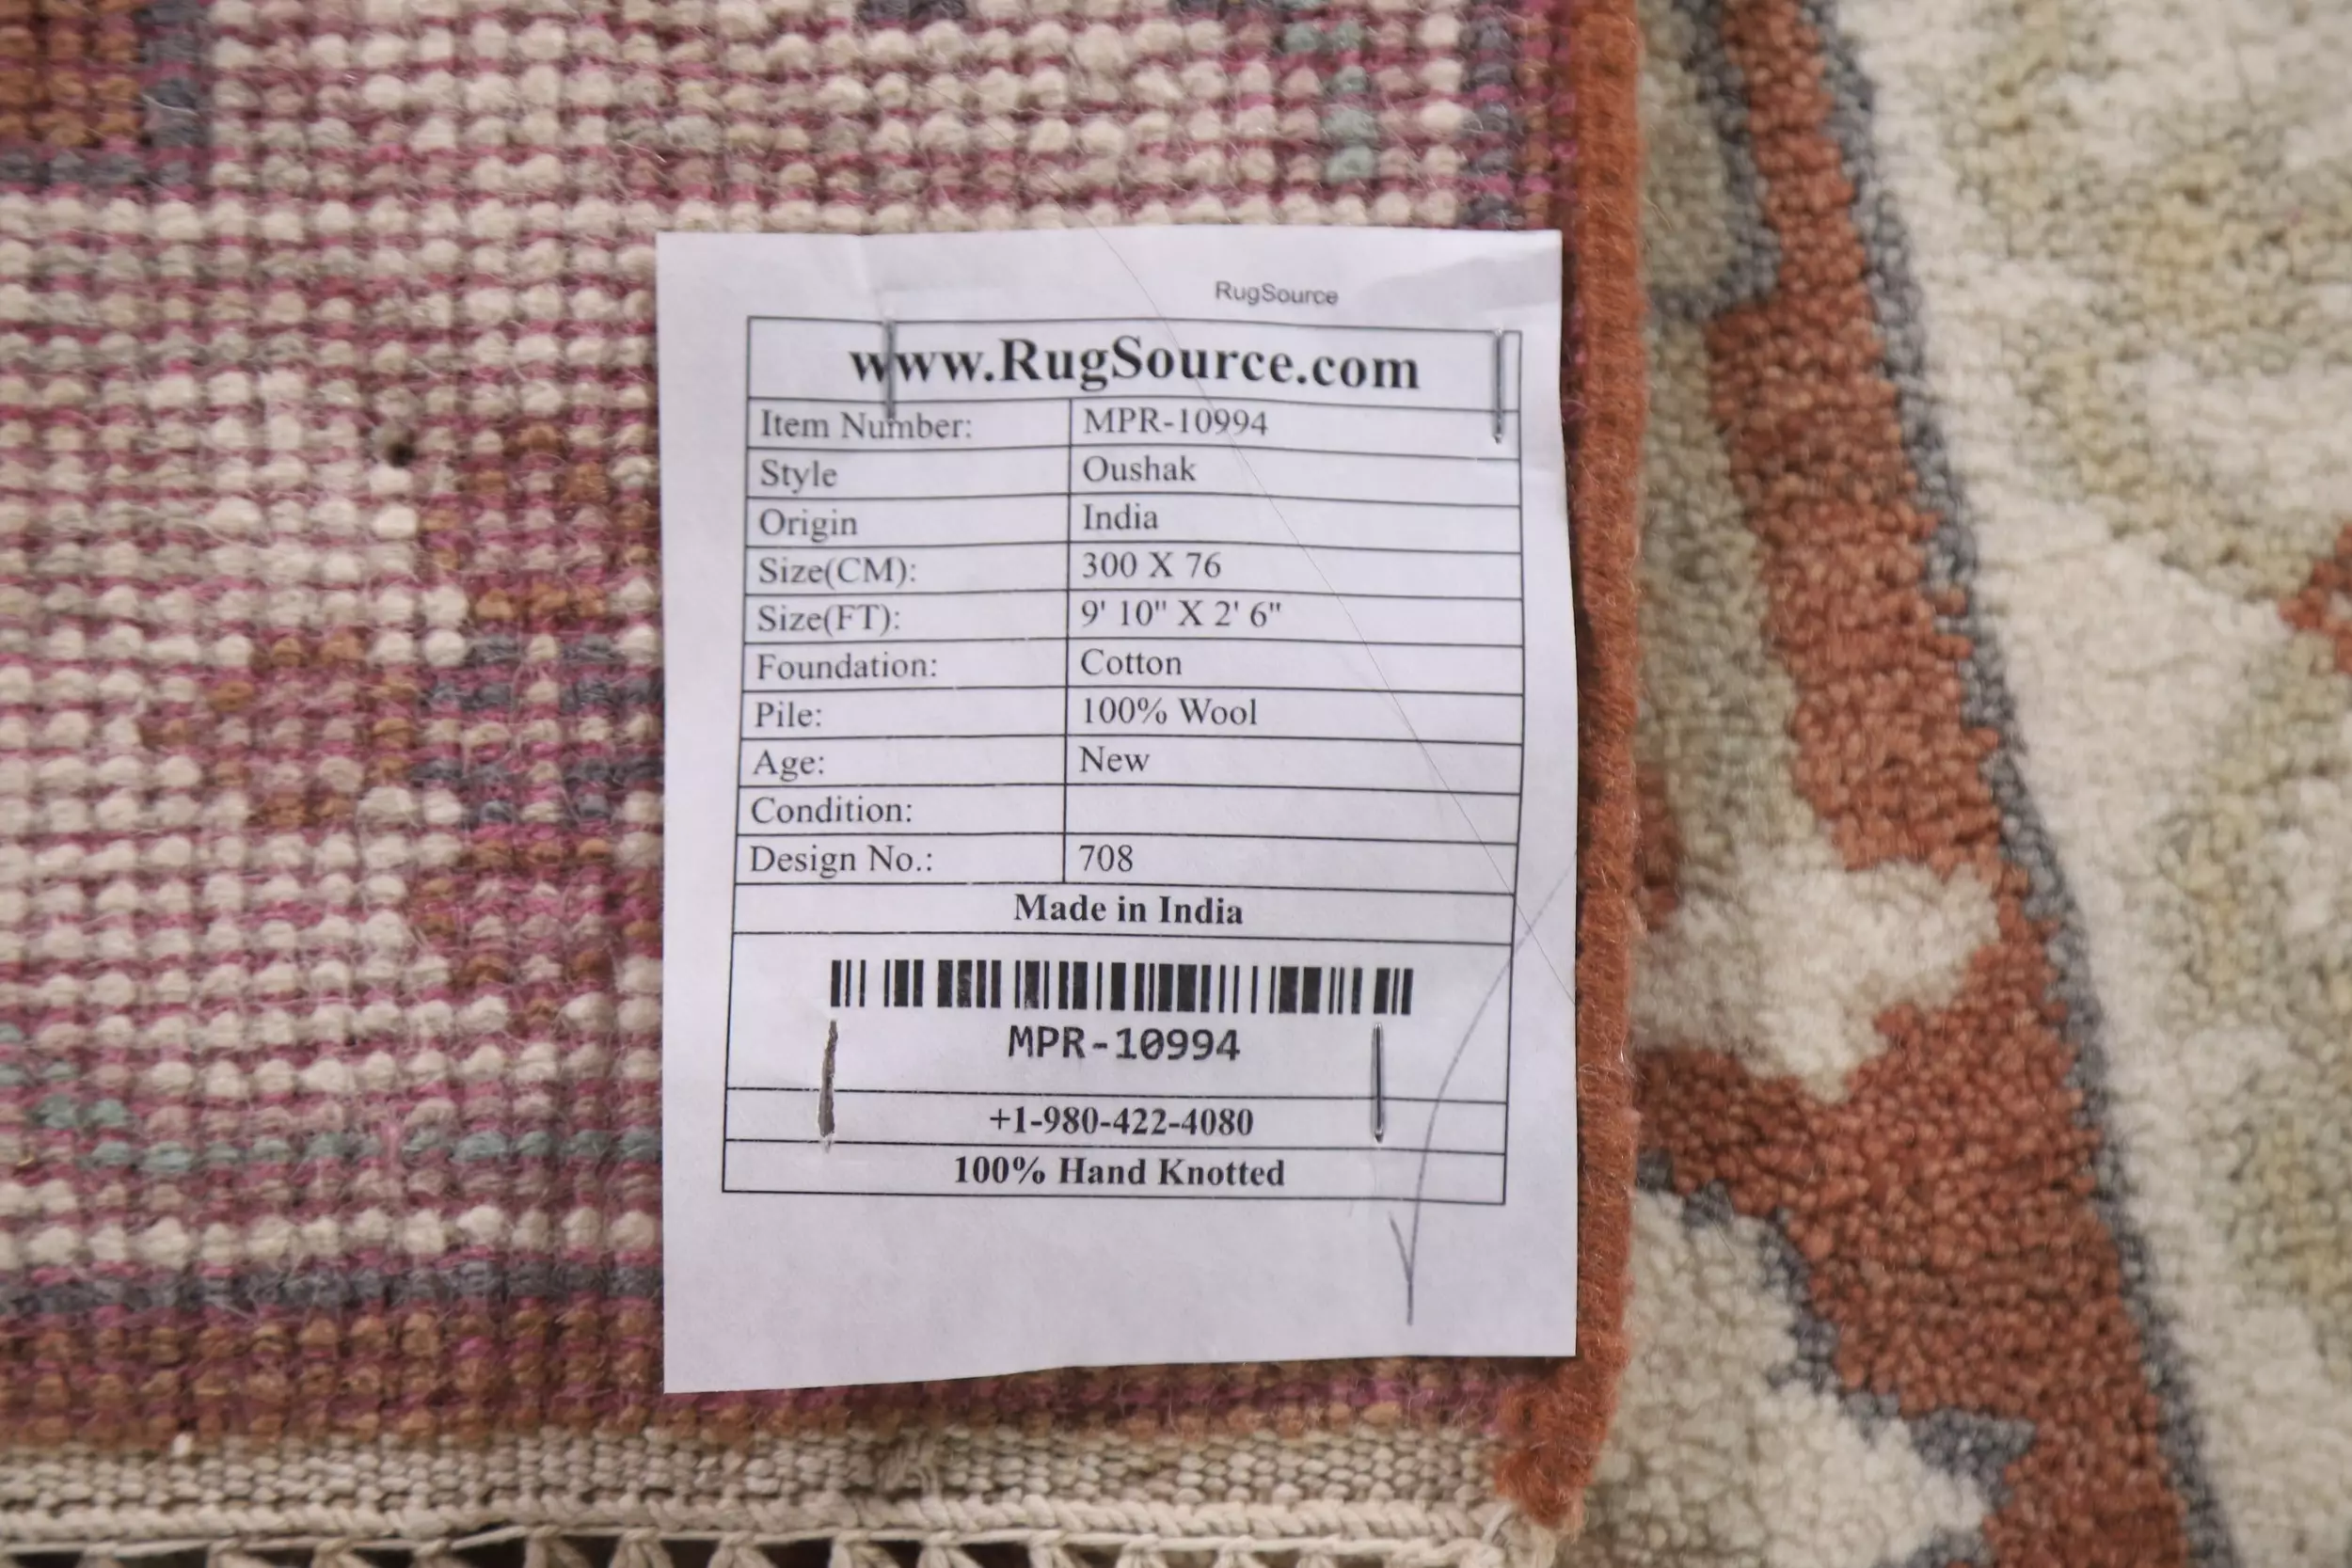 RugSource
www.RugSource.com
Item Number: MPR-10994
Style Oushak
Origin India
Size(CM): 300 X 76
Size(FT): 9' 10" X 2' 6"
Foundation: Cotton
Pile: 100% Wool
Age: New
Condition:
Design No.: 708
Made in India
MPR-10994
+1-980-422-4080
100% Hand Knotted